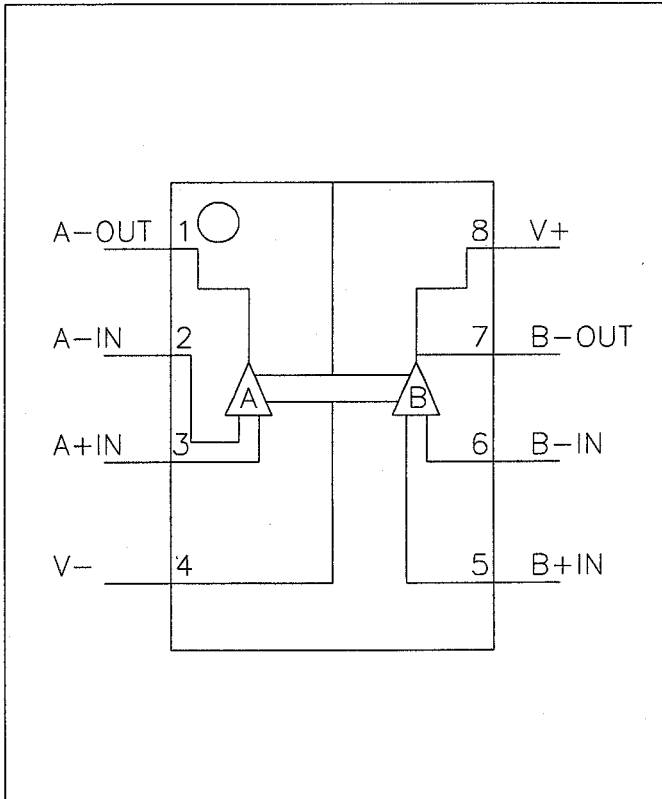 A-OUT 1 8 V+
A-IN 2 7 B-OUT
A B
A+IN 3 6 B-IN
V- 4 5 B+IN